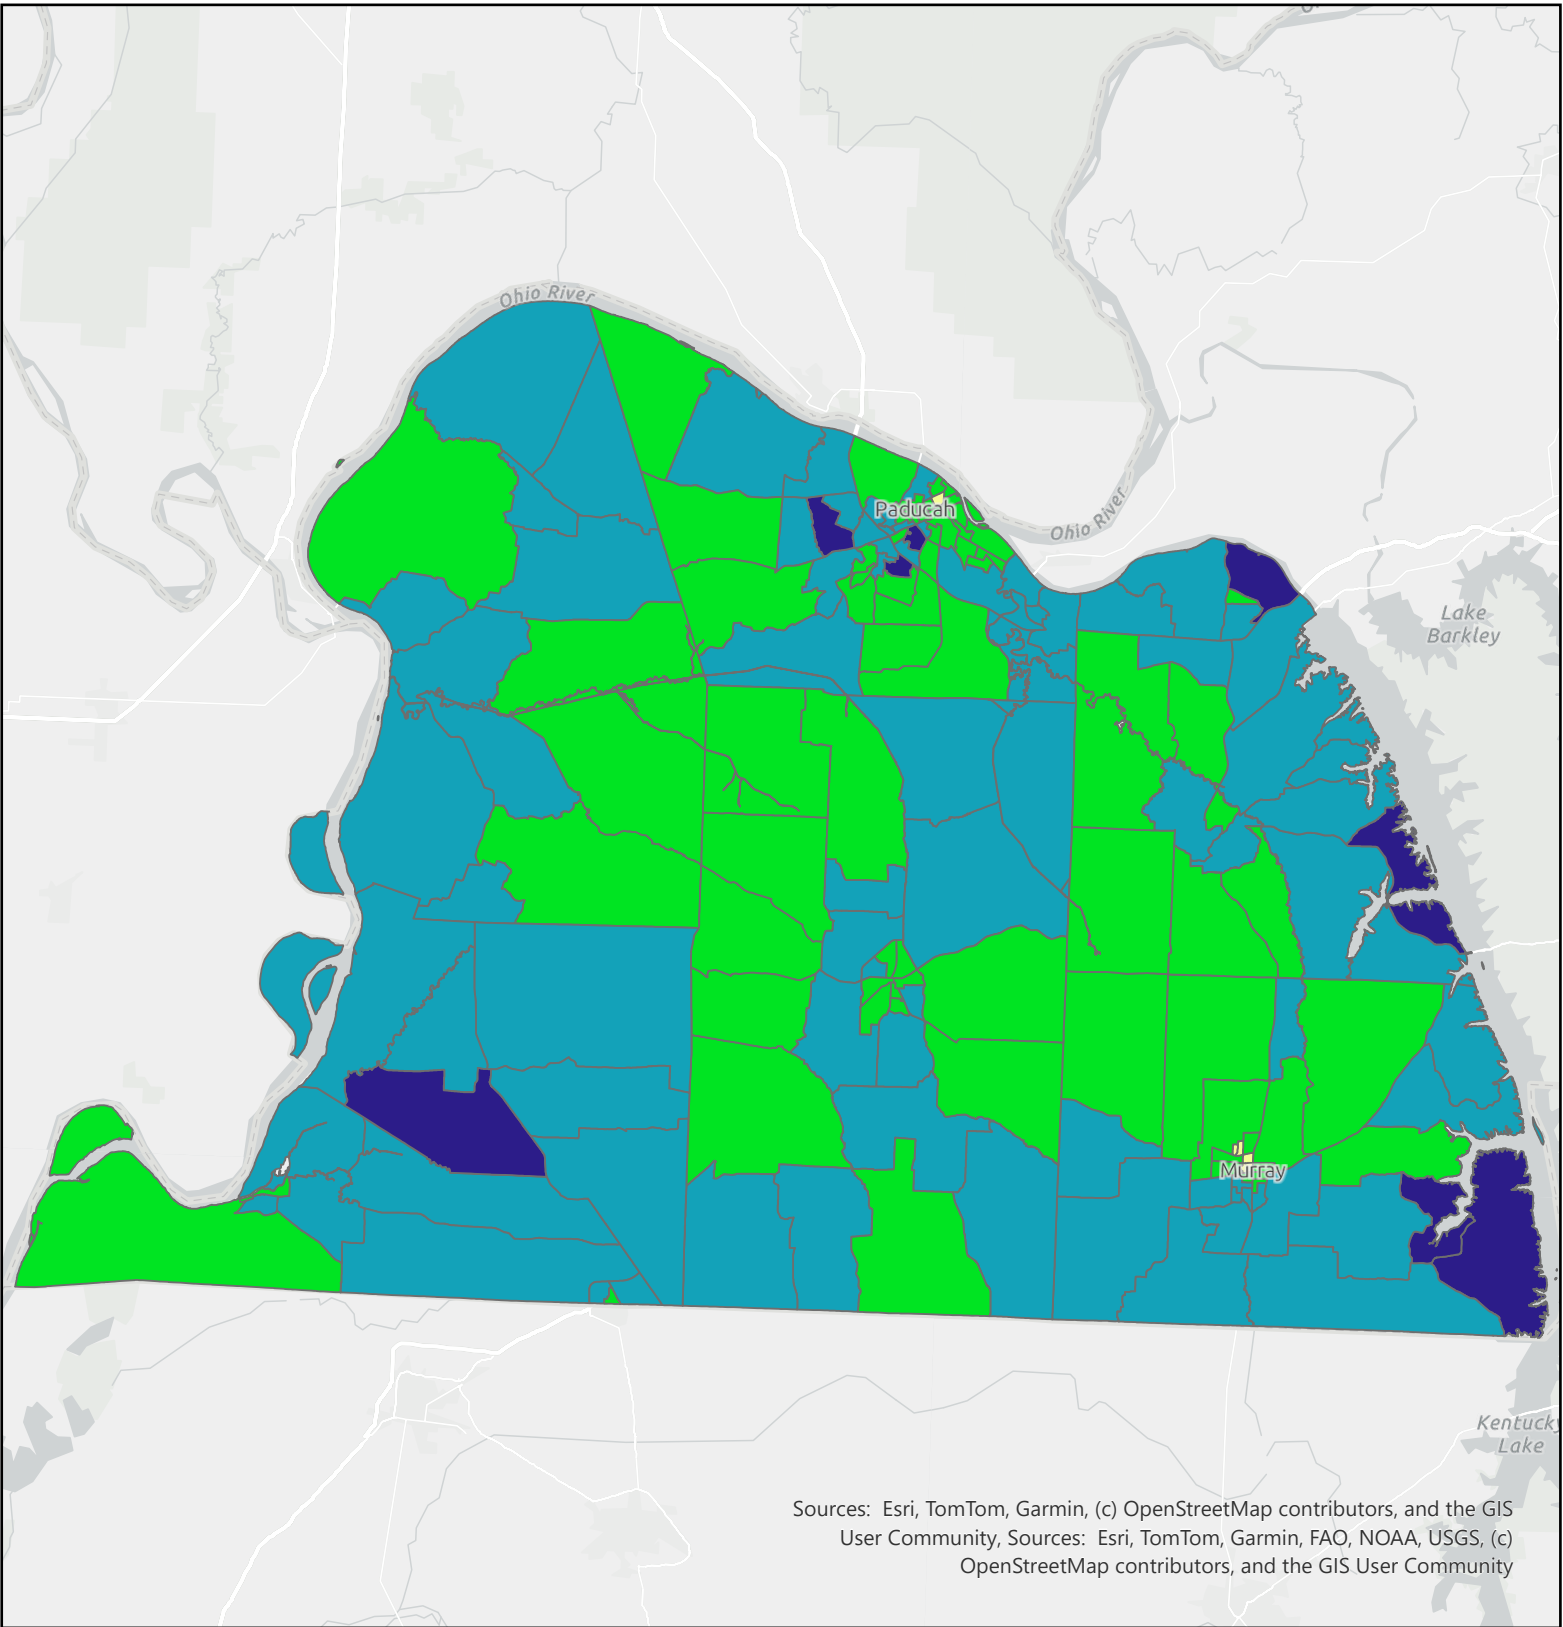 Ohio River
Paducah
Ohio River
Lake
Barkley
Murray
Kentucky
Lake
Sources: Esri, TomTom, Garmin, (c) OpenStreetMap contributors, and the GIS
User Community, Sources: Esri, TomTom, Garmin, FAO, NOAA, USGS, (c)
OpenStreetMap contributors, and the GIS User Community